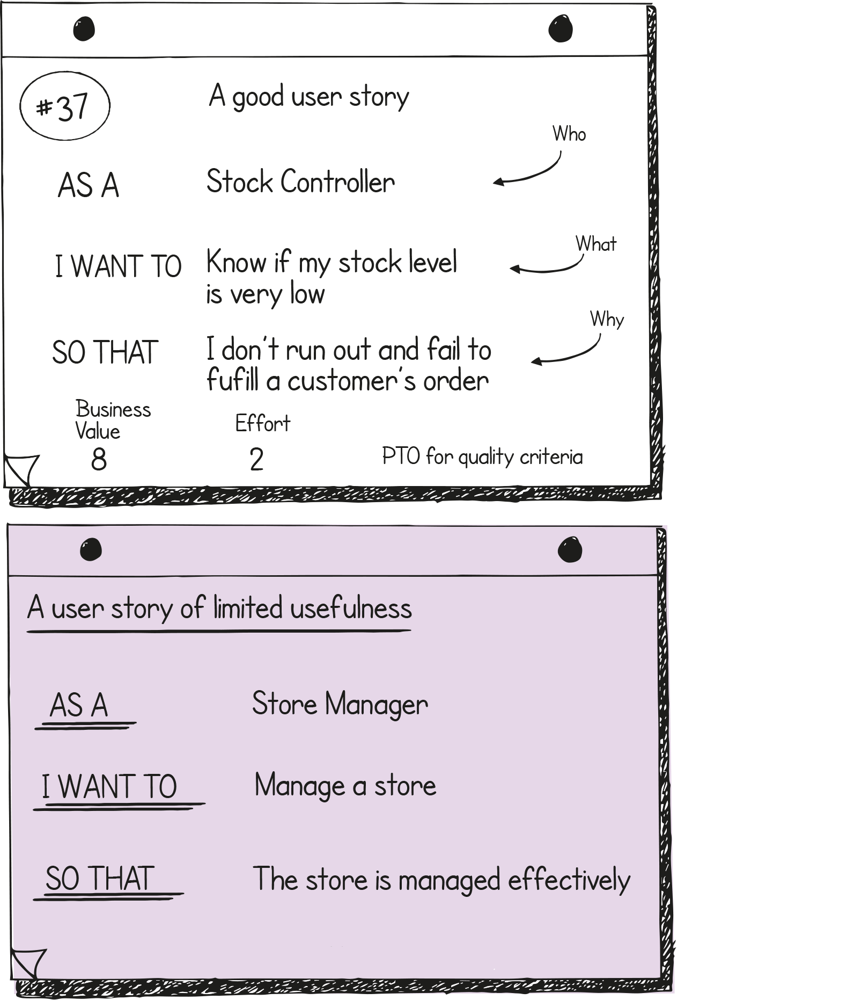 #37
A good user story
Who
AS A
Stock Controller
What
I WANT TO
Know if my stock level
is very low
Why
SO THAT
I don't run out and fail to
fufill a customer's order
Business
Value
8
Effort
2
PTO for quality criteria
A user story of limited usefulness
AS A
Store Manager
I WANT TO
Manage a store
SO THAT
The store is managed effectively